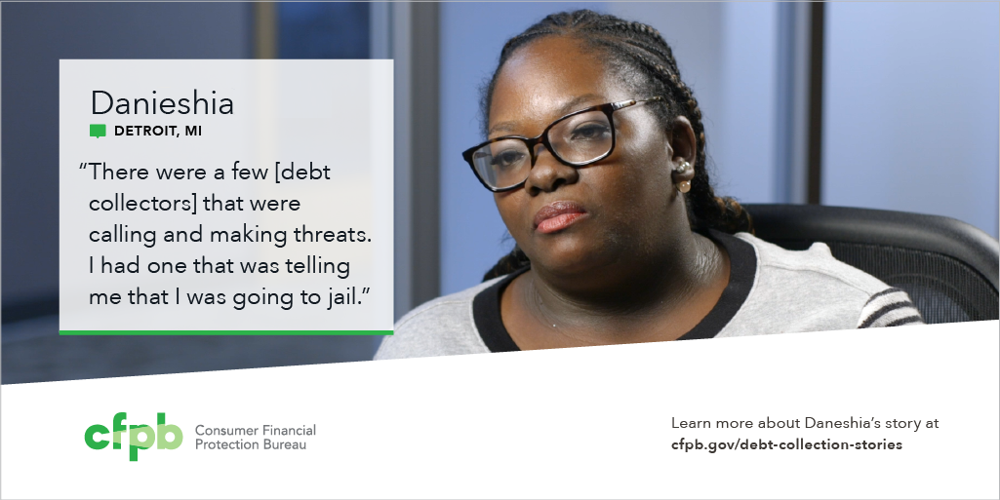 Danieshia
DETROIT, MI
“There were a few [debt
collectors] that were
calling and making threats.
I had one that was telling
me that I was going to jail.”
cfpb
Consumer Financial
Protection Bureau
Learn more about Daneshia’s story at
cfpb.gov/debt-collection-stories